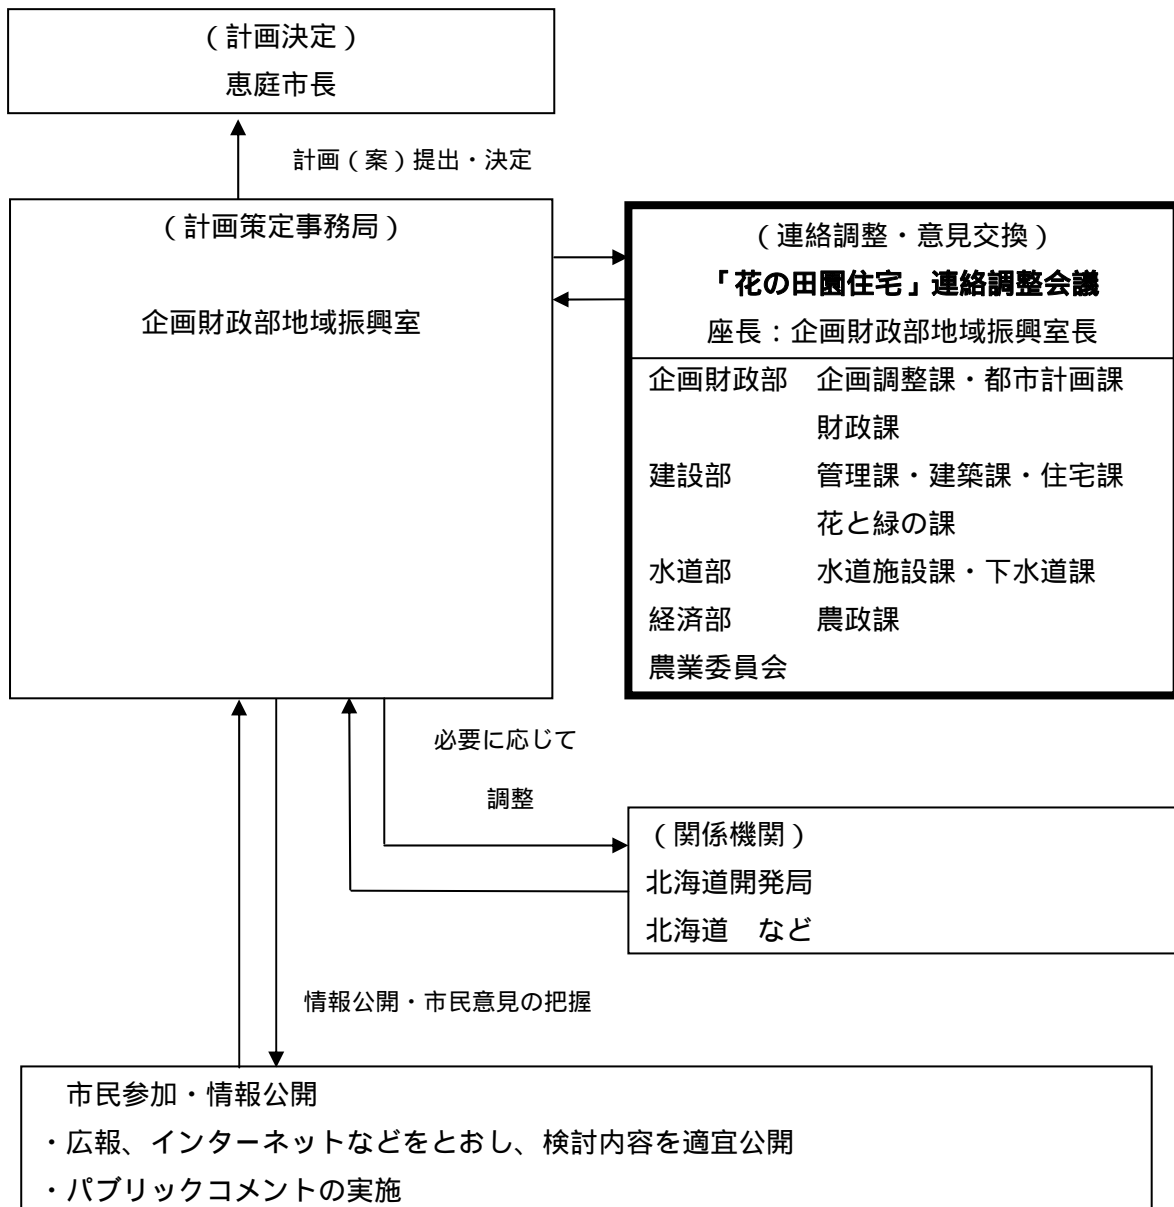 （計画決定）
恵庭市長
計画（案）提出・決定
（計画策定事務局）
企画財政部地域振興室
（連絡調整・意見交換）
「花の田園住宅」連絡調整会議
座長：企画財政部地域振興室長
企画財政部　企画調整課・都市計画課
財政課
建設部　管理課・建築課・住宅課
花と緑の課
水道部　水道施設課・下水道課
経済部　農政課
農業委員会
必要に応じて
調整
（関係機関）
北海道開発局
北海道　など
情報公開・市民意見の把握
市民参加・情報公開
・広報、インターネットなどをとおし、検討内容を適宜公開
・パブリックコメントの実施